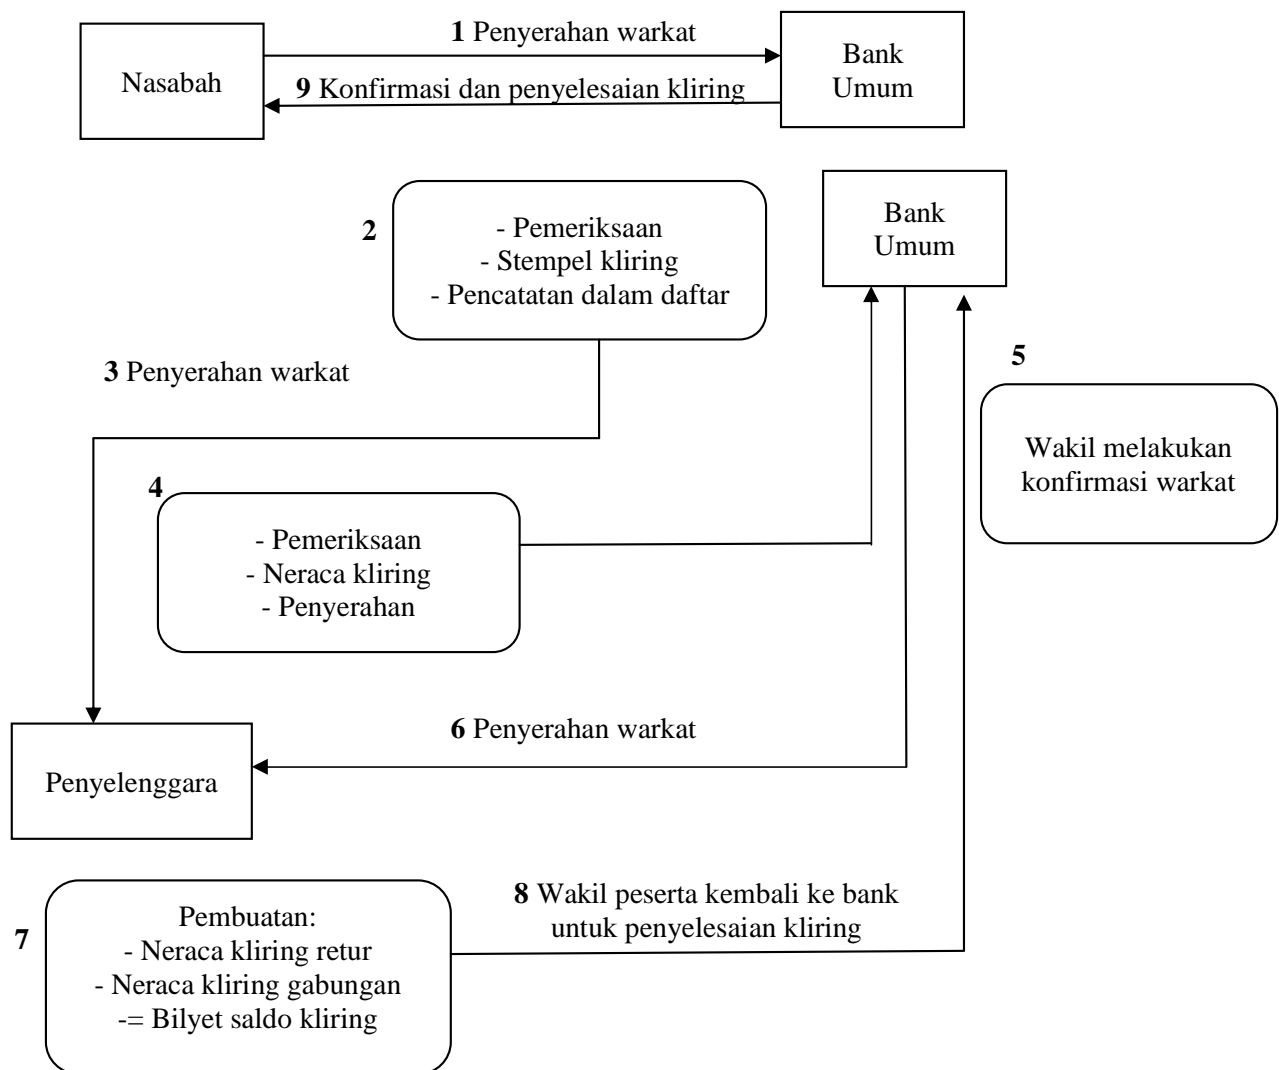 1 Penyerahan warkat
Nasabah
Bank
Umum
9 Konfirmasi dan penyelesaian kliring
2
- Pemeriksaan
- Stempel kliring
- Pencatatan dalam daftar
Bank
Umum
3 Penyerahan warkat
5
Wakil melakukan
konfirmasi warkat
4
- Pemeriksaan
- Neraca kliring
- Penyerahan
6 Penyerahan warkat
Penyelenggara
7
Pembuatan:
- Neraca kliring retur
- Neraca kliring gabungan
-= Bilyet saldo kliring
8 Wakil peserta kembali ke bank
untuk penyelesaian kliring